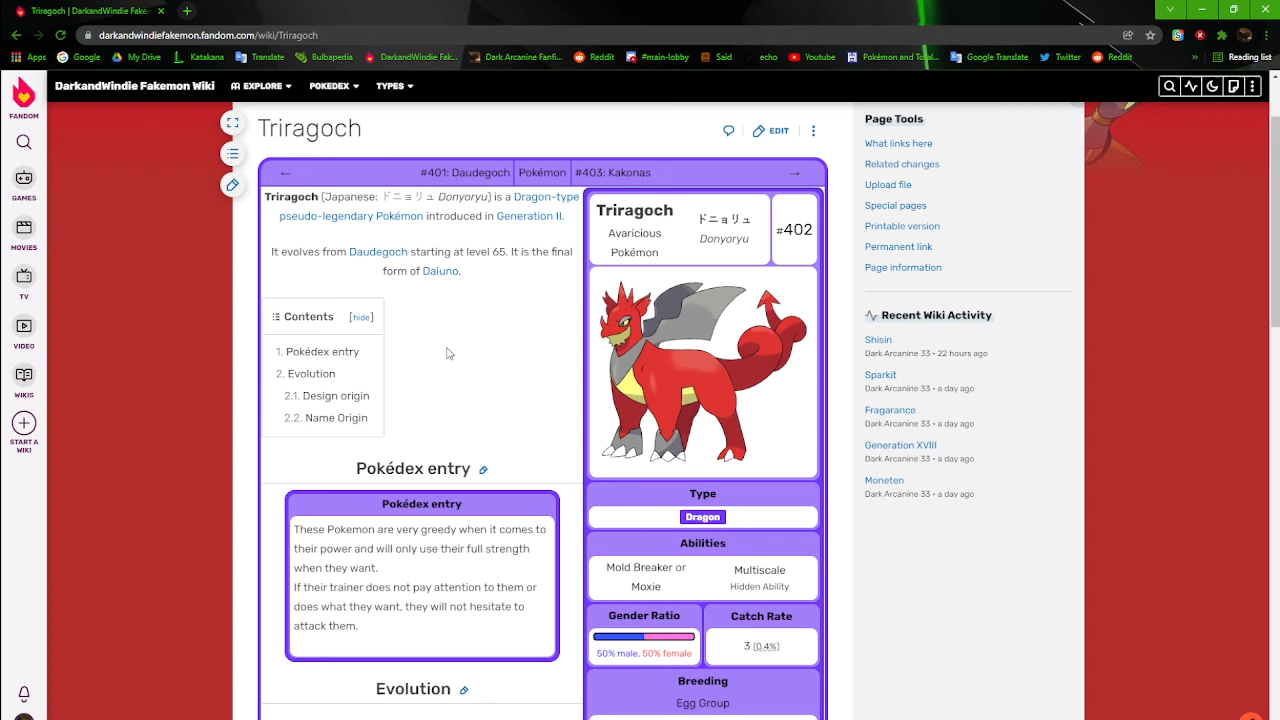 Triragoch | DarkandWindie Fakem
darkandwindiefakemon.fandom.com/wiki/Triragoch
Apps
Google
My Drive
Katakana
Translate
Bulbapedia
DarkandWindie Fak...
Dark Arcanine Fanfi...
Reddit
#main-lobby
Said
echo
Youtube
Pokémon and Total...
Google Translate
Twitter
Reddit
»
Reading list
FANDOM
GAMES
MOVIES
TV
VIDEO
WIKIS
START A
WIKI
DarkandWindie Fakemon Wiki
EXPLORE
POKEDEX
TYPES
Triragoch
EDIT
← #401: Daudegoch
Pokémon
#403: Kakonas →
Triragoch (Japanese: ドニョリュ Donyoryu) is a Dragon-type
pseudo-legendary Pokémon introduced in Generation II.
It evolves from Daudegoch starting at level 65. It is the final
form of Daiuno.
Contents [hide]
1. Pokédex entry
2. Evolution
2.1. Design origin
2.2. Name Origin
Pokédex entry
Pokédex entry
These Pokemon are very greedy when it comes to
their power and will only use their full strength
when they want.
If their trainer does not pay attention to them or
does what they want, they will not hesitate to
attack them.
Evolution
Triragoch
Avaricious
Pokémon
ドニョリュ
Donyoryu
#402
Type
Dragon
Abilities
Mold Breaker or
Moxie
Multiscale
Hidden Ability
Gender Ratio
50% male, 50% female
Catch Rate
3 (0.4%)
Breeding
Egg Group
Page Tools
What links here
Related changes
Upload file
Special pages
Printable version
Permanent link
Page information
Recent Wiki Activity
Shisin
Dark Arcanine 33 • 22 hours ago
Sparkit
Dark Arcanine 33 • a day ago
Fragarance
Dark Arcanine 33 • a day ago
Generation XVIII
Dark Arcanine 33 • a day ago
Moneten
Dark Arcanine 33 • a day ago